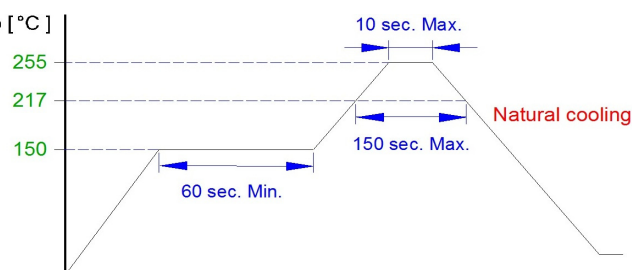 [°C]
10 sec. Max.
255
217
Natural cooling
150 sec. Max.
150
60 sec. Min.